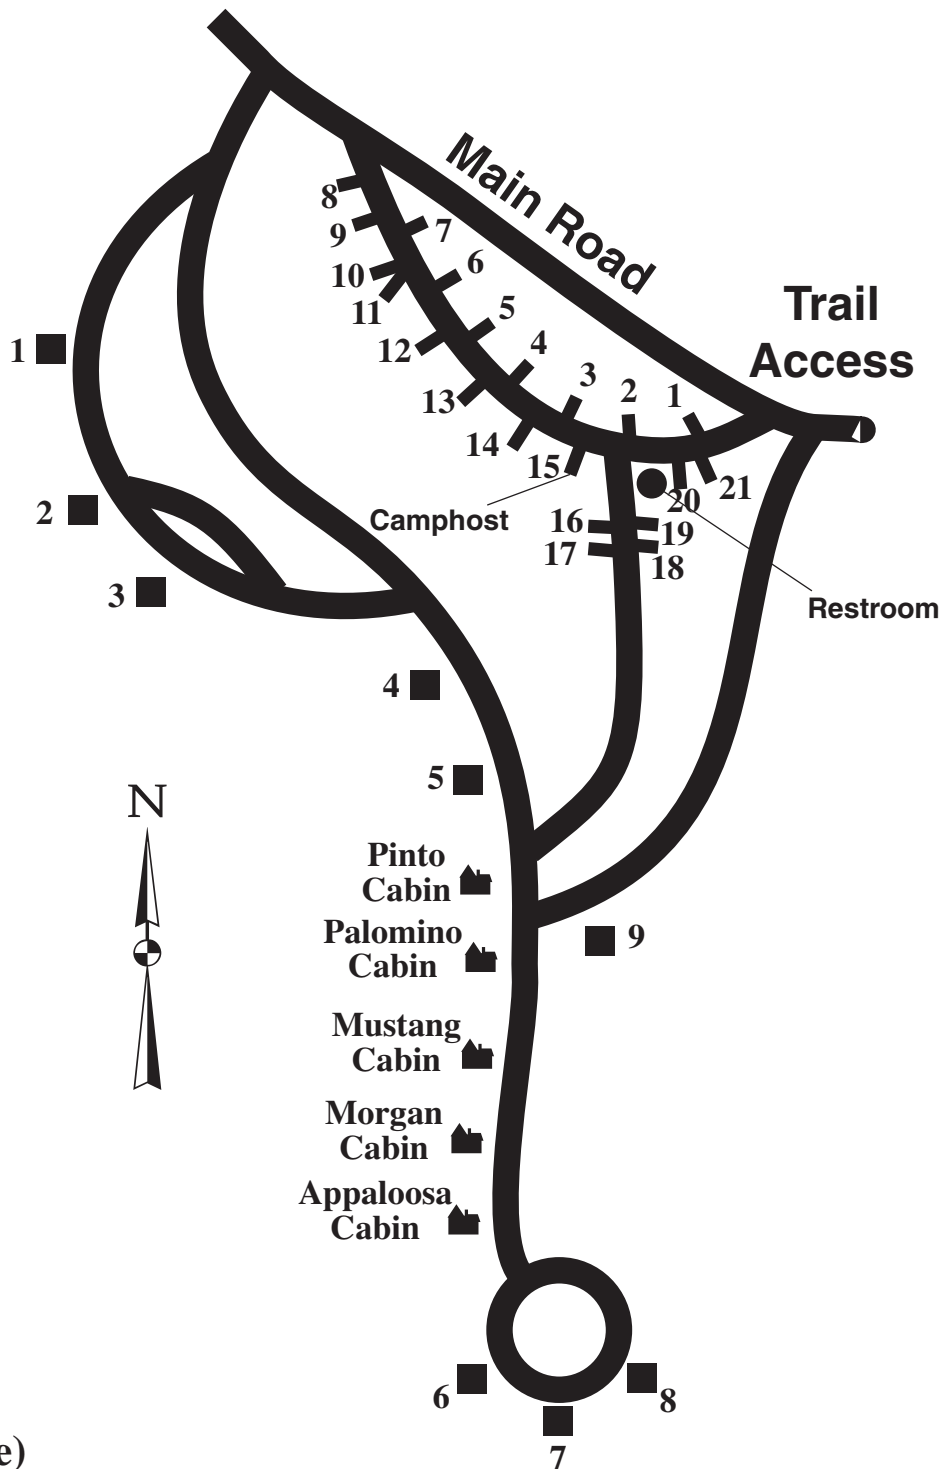 Main Road
Trail
Access
8
9
10
11
12
13
14
15
7
6
5
4
3
2
1
Camphost
16
17
20
21
19
18
Restroom
1
2
3
4
5
N
Pinto
Cabin
Palomino
Cabin
9
Mustang
Cabin
Morgan
Cabin
Appaloosa
Cabin
6
8
7
e)